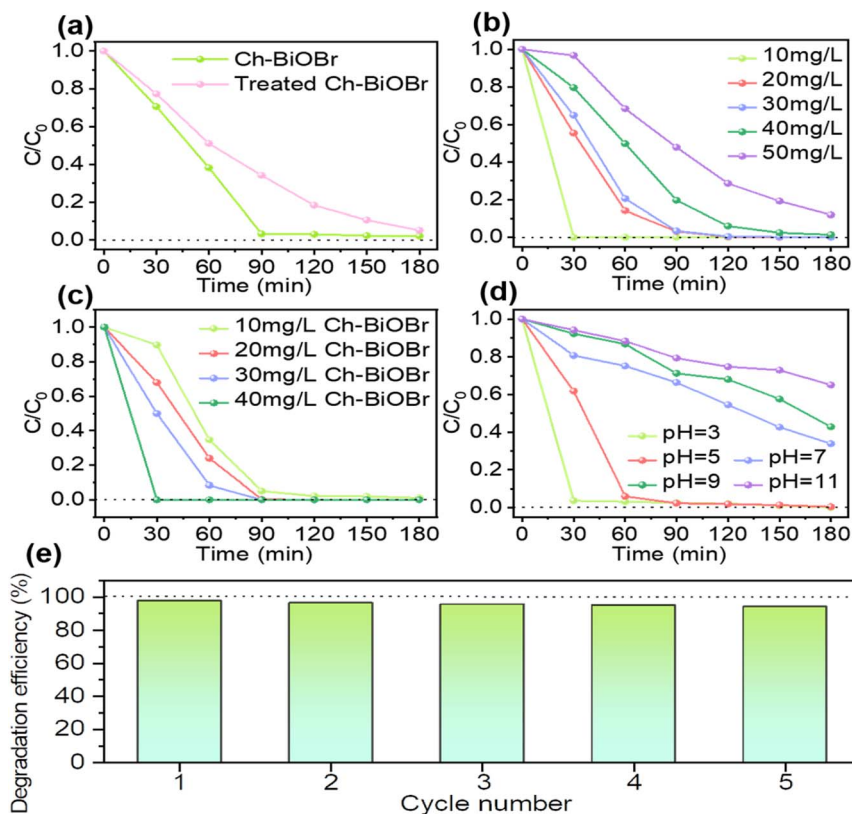 (a)
1.0
0.8
0.6
0.4
0.2
0.0
C/C0
Ch-BiOBr
Treated Ch-BiOBr
0 30 60 90 120 150 180
Time (min)
(b)
1.0
0.8
0.6
0.4
0.2
0.0
C/C0
10mg/L
20mg/L
30mg/L
40mg/L
50mg/L
0 30 60 90 120 150 180
Time (min)
(c)
1.0
0.8
0.6
0.4
0.2
0.0
C/C0
10mg/L Ch-BiOBr
20mg/L Ch-BiOBr
30mg/L Ch-BiOBr
40mg/L Ch-BiOBr
0 30 60 90 120 150 180
Time (min)
(d)
1.0
0.8
0.6
0.4
0.2
0.0
C/C0
pH=3
pH=5 pH=7
pH=9 pH=11
0 30 60 90 120 150 180
Time (min)
(e)
100
80
60
40
20
0
Degradation efficiency (%)
1 2 3 4 5
Cycle number